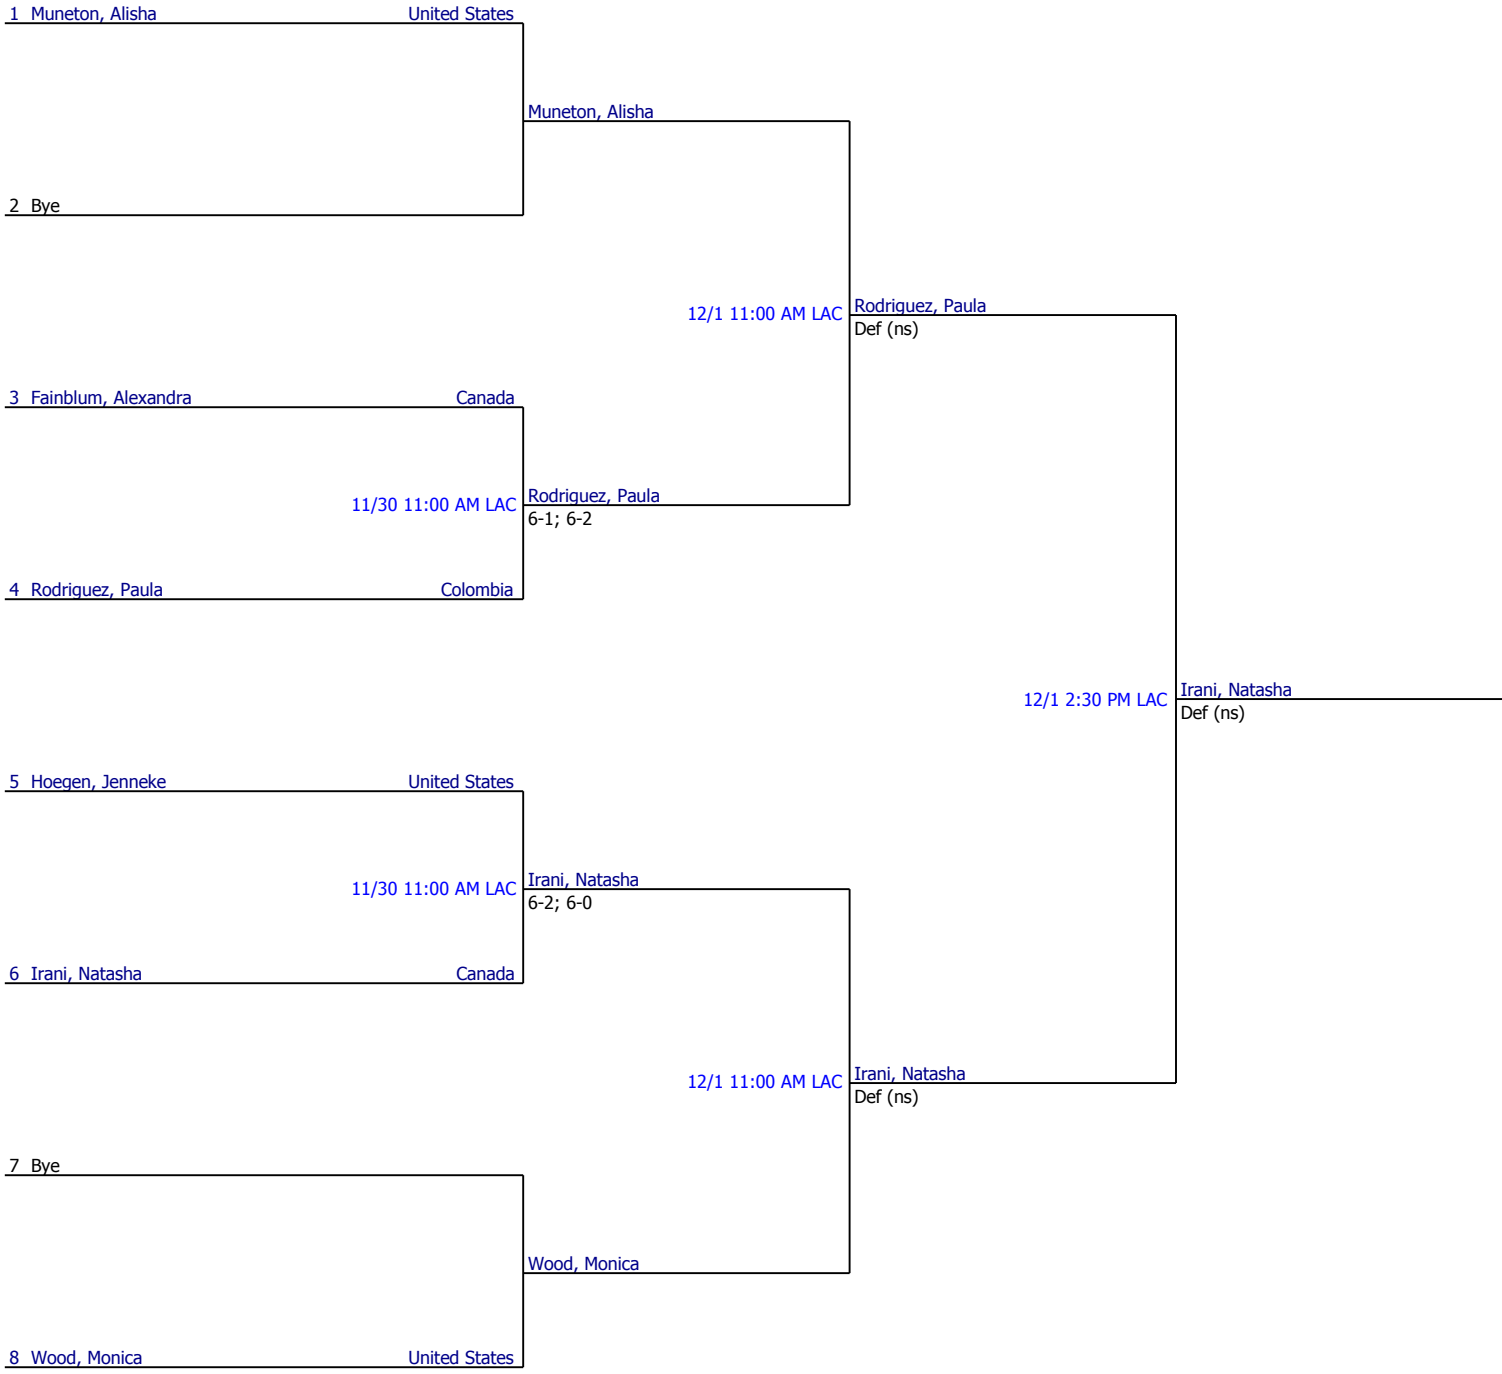 1 Muneton, Alisha United States
Muneton, Alisha
2 Bye
12/1 11:00 AM LAC Rodriguez, Paula
Def (ns)
3 Fainblum, Alexandra Canada
11/30 11:00 AM LAC Rodriguez, Paula
6-1; 6-2
4 Rodriguez, Paula Colombia
12/1 2:30 PM LAC Irani, Natasha
Def (ns)
5 Hoegen, Jenneke United States
11/30 11:00 AM LAC Irani, Natasha
6-2; 6-0
6 Irani, Natasha Canada
12/1 11:00 AM LAC Irani, Natasha
Def (ns)
7 Bye
Wood, Monica
8 Wood, Monica United States